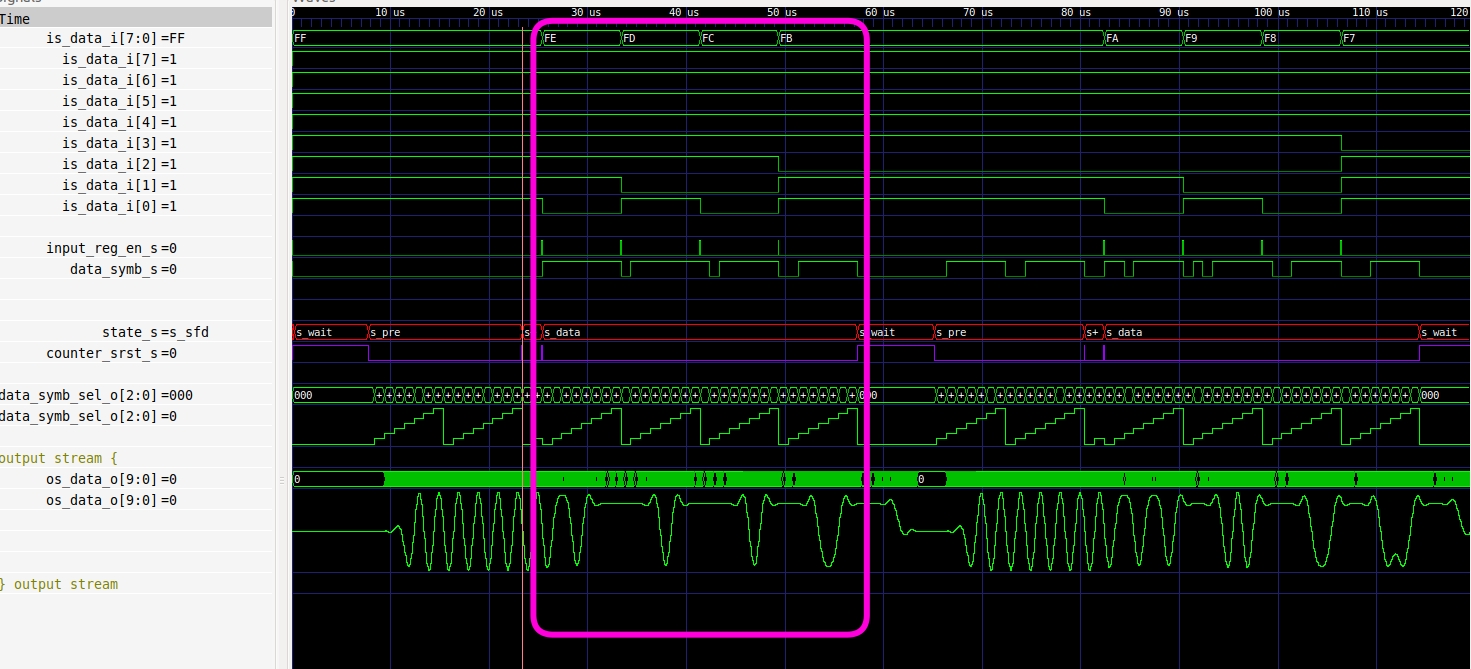 Time
0 10 us 20 us 30 us 40 us 50 us 60 us 70 us 80 us 90 us 100 us 110 us 120
is_data_i[7:0]=FF FF FE FD FC FB FA F9 F8 F7
is_data_i[7]=1
is_data_i[6]=1
is_data_i[5]=1
is_data_i[4]=1
is_data_i[3]=1
is_data_i[2]=1
is_data_i[1]=1
is_data_i[0]=1
input_reg_en_s=0
data_symb_s=0
state_s=s_sfd s_wait s_pre s_data s_wait s_pre s+ s_data s_wait
counter_srst_s=0
data_symb_sel_o[2:0]=000 000 000 000
data_symb_sel_o[2:0]=0
output stream {
os_data_o[9:0]=0 0 0
os_data_o[9:0]=0
} output stream